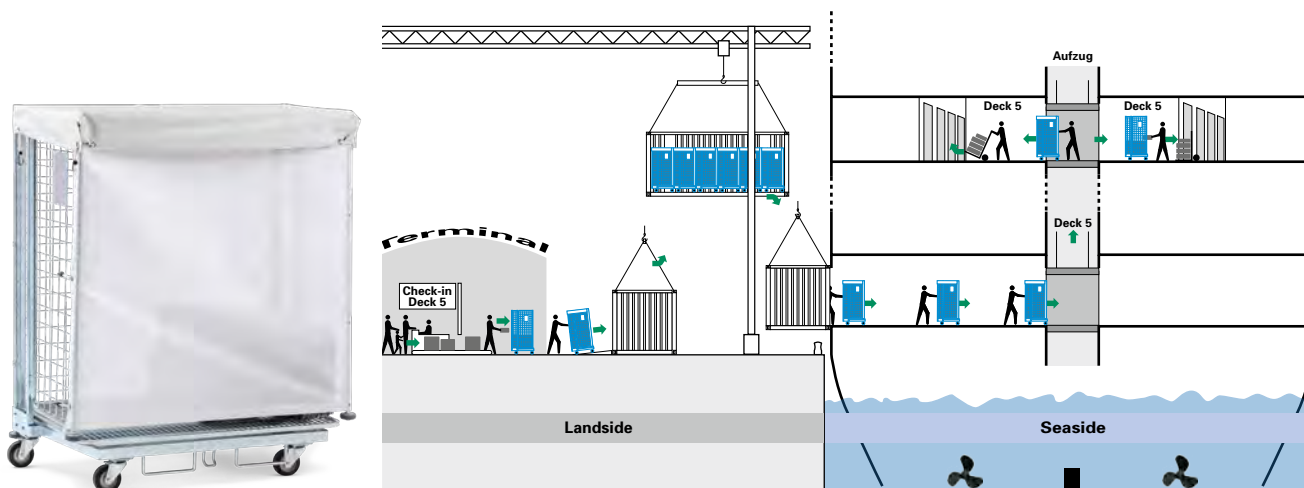 Aufzug
Deck 5
Deck 5
Deck 5
Terminal
Check-in
Deck 5
Landside
Seaside